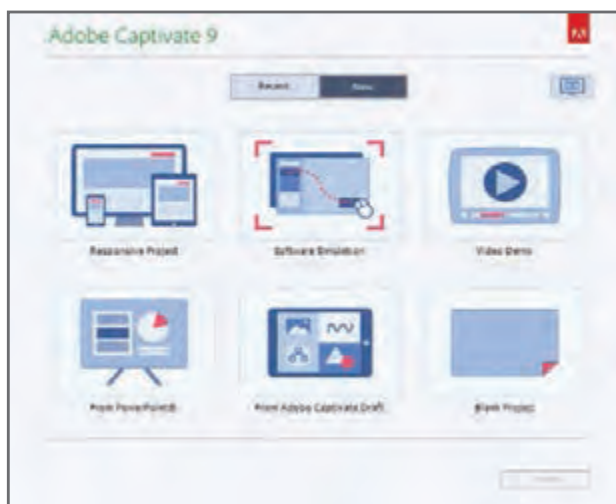 Adobe Captivate 9
Recent New
Responsive Project Software Simulation Video Demo
From PowerPoint® From Adobe Captivate Draft Blank Project